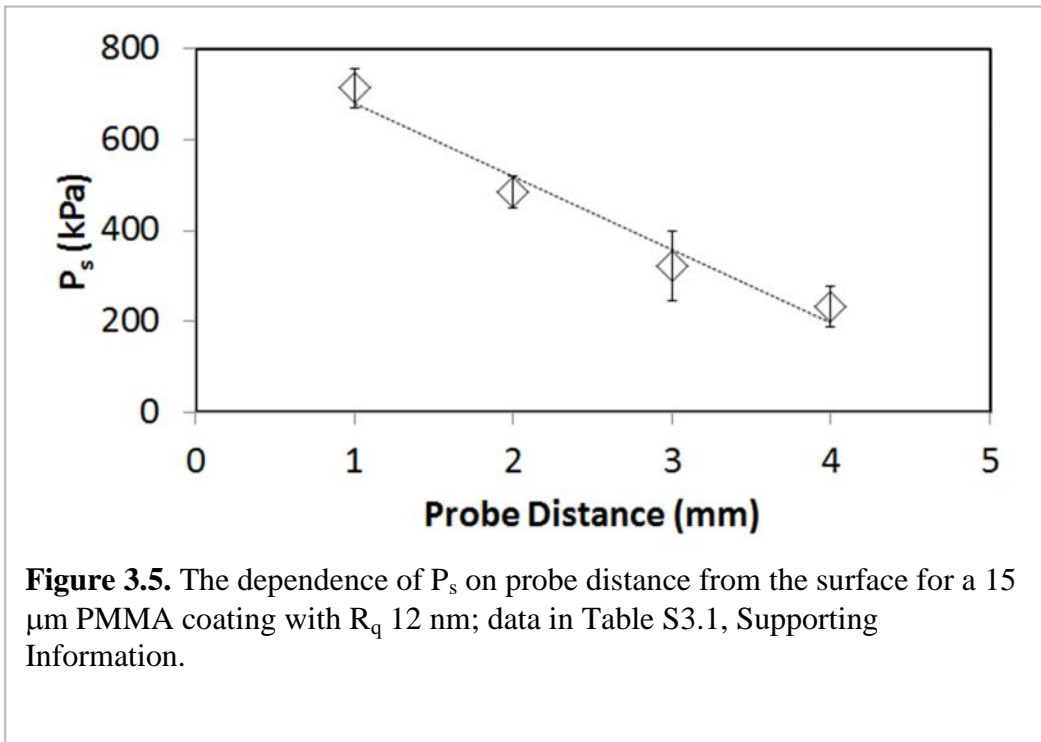 800
600
400
200
0
P_s (kPa)
0 1 2 3 4 5
Probe Distance (mm)
Figure 3.5. The dependence of P_s on probe distance from the surface for a 15
μm PMMA coating with R_q 12 nm; data in Table S3.1, Supporting
Information.